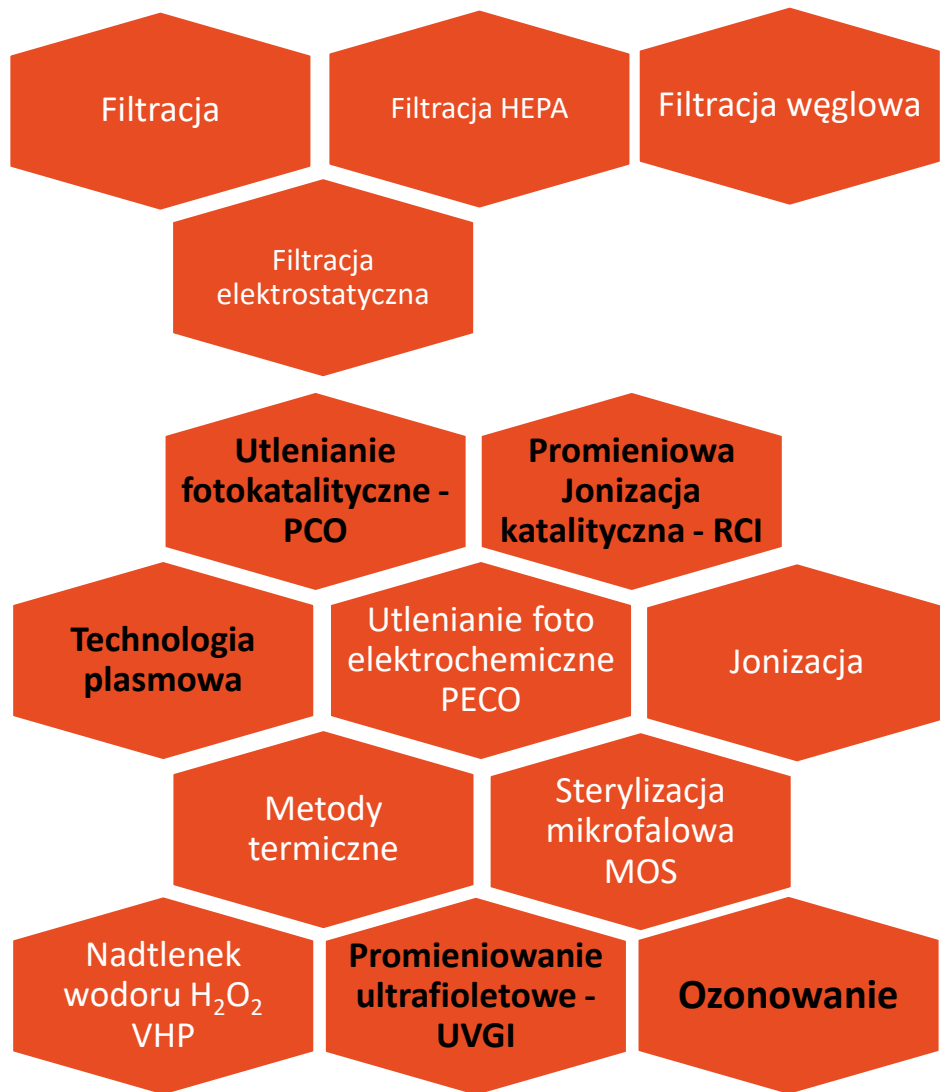 Filtracja
Filtracja HEPA
Filtracja węglowa
Filtracja
elektrostatyczna
Utlenianie
fotokatalityczne -
PCO
Promieniowa
Jonizacja
katalityczna - RCI
Technologia
plasmowa
Utlenianie foto
elektrochemiczne
PECO
Jonizacja
Metody
termiczne
Sterylizacja
mikrofalowa
MOS
Nadtlenek
wodoru H₂O₂
VHP
Promieniowanie
ultrafioletowe -
UVGI
Ozonowanie